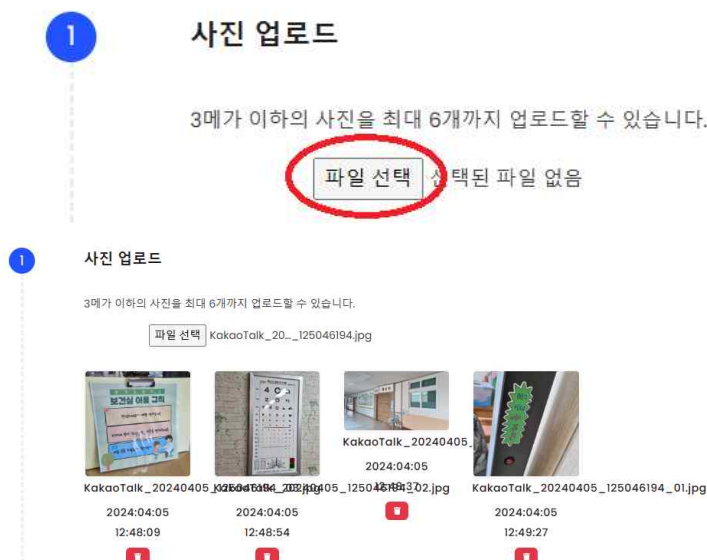 1
사진 업로드
3메가 이하의 사진을 최대 6개까지 업로드할 수 있습니다.
파일 선택 선택된 파일 없음
1
사진 업로드
3메가 이하의 사진을 최대 6개까지 업로드할 수 있습니다.
파일 선택 KakaoTalk_20..._125046194.jpg
보건실 이용 규칙
KakaoTalk_20240405_
2024:04:05
KakaoTalk_20240405_125046194_02.jpg
KakaoTalk_20240405_125046194_01.jpg
2024:04:05
2024:04:05
2024:04:05
12:48:09
12:48:54
12:49:27